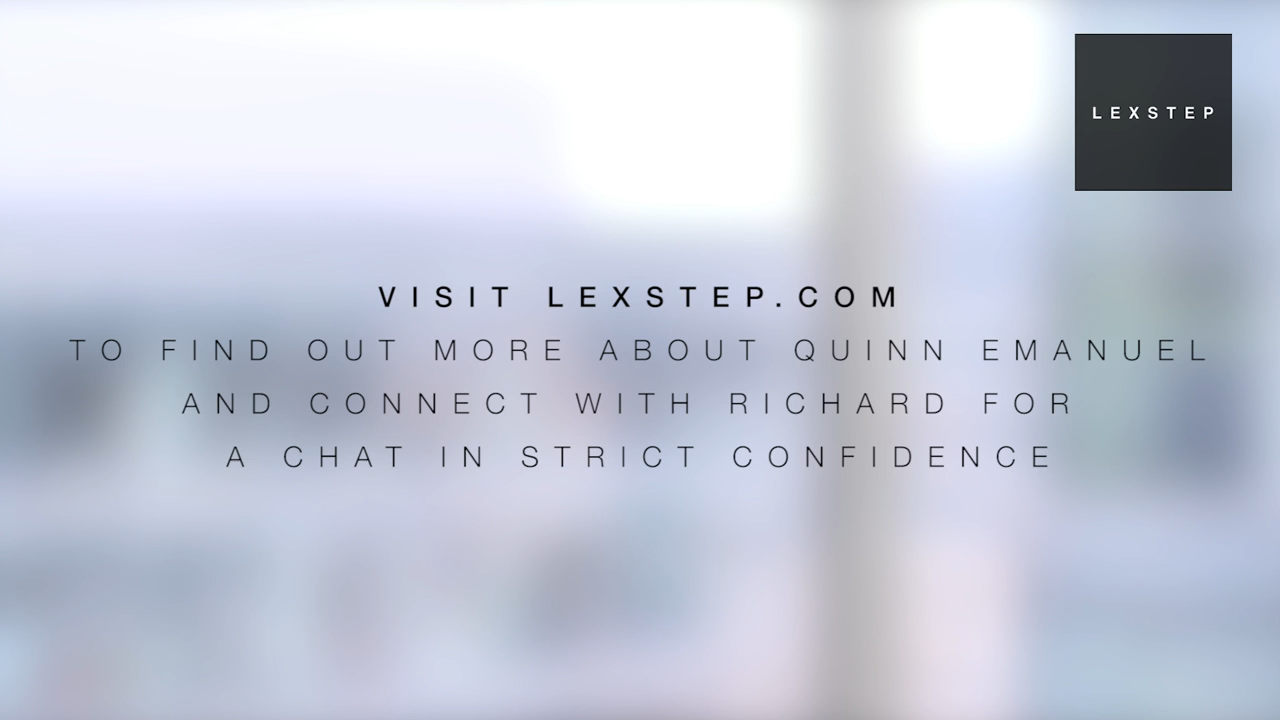 LEXSTEP
VISIT LEXSTEP.COM
TO FIND OUT MORE ABOUT QUINN EMANUEL
AND CONNECT WITH RICHARD FOR
A CHAT IN STRICT CONFIDENCE